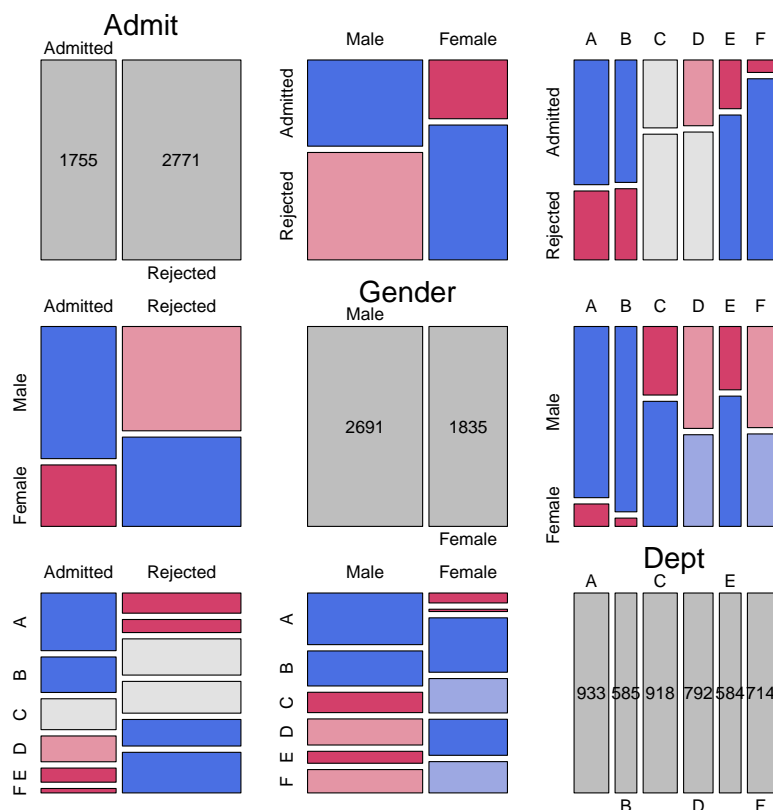 Admit
Admitted
1755 2771
Rejected
Male Female
Admitted
Rejected
A B C D E F
Admitted
Rejected
Admitted Rejected
Male
Female
Gender
Male
2691 1835
Female
A B C D E F
Male
Female
Admitted Rejected
A
B
C
D
E
F
Male Female
A
B
C
D
E
F
Dept
A C E
933 585 918 792 584 714
B D F